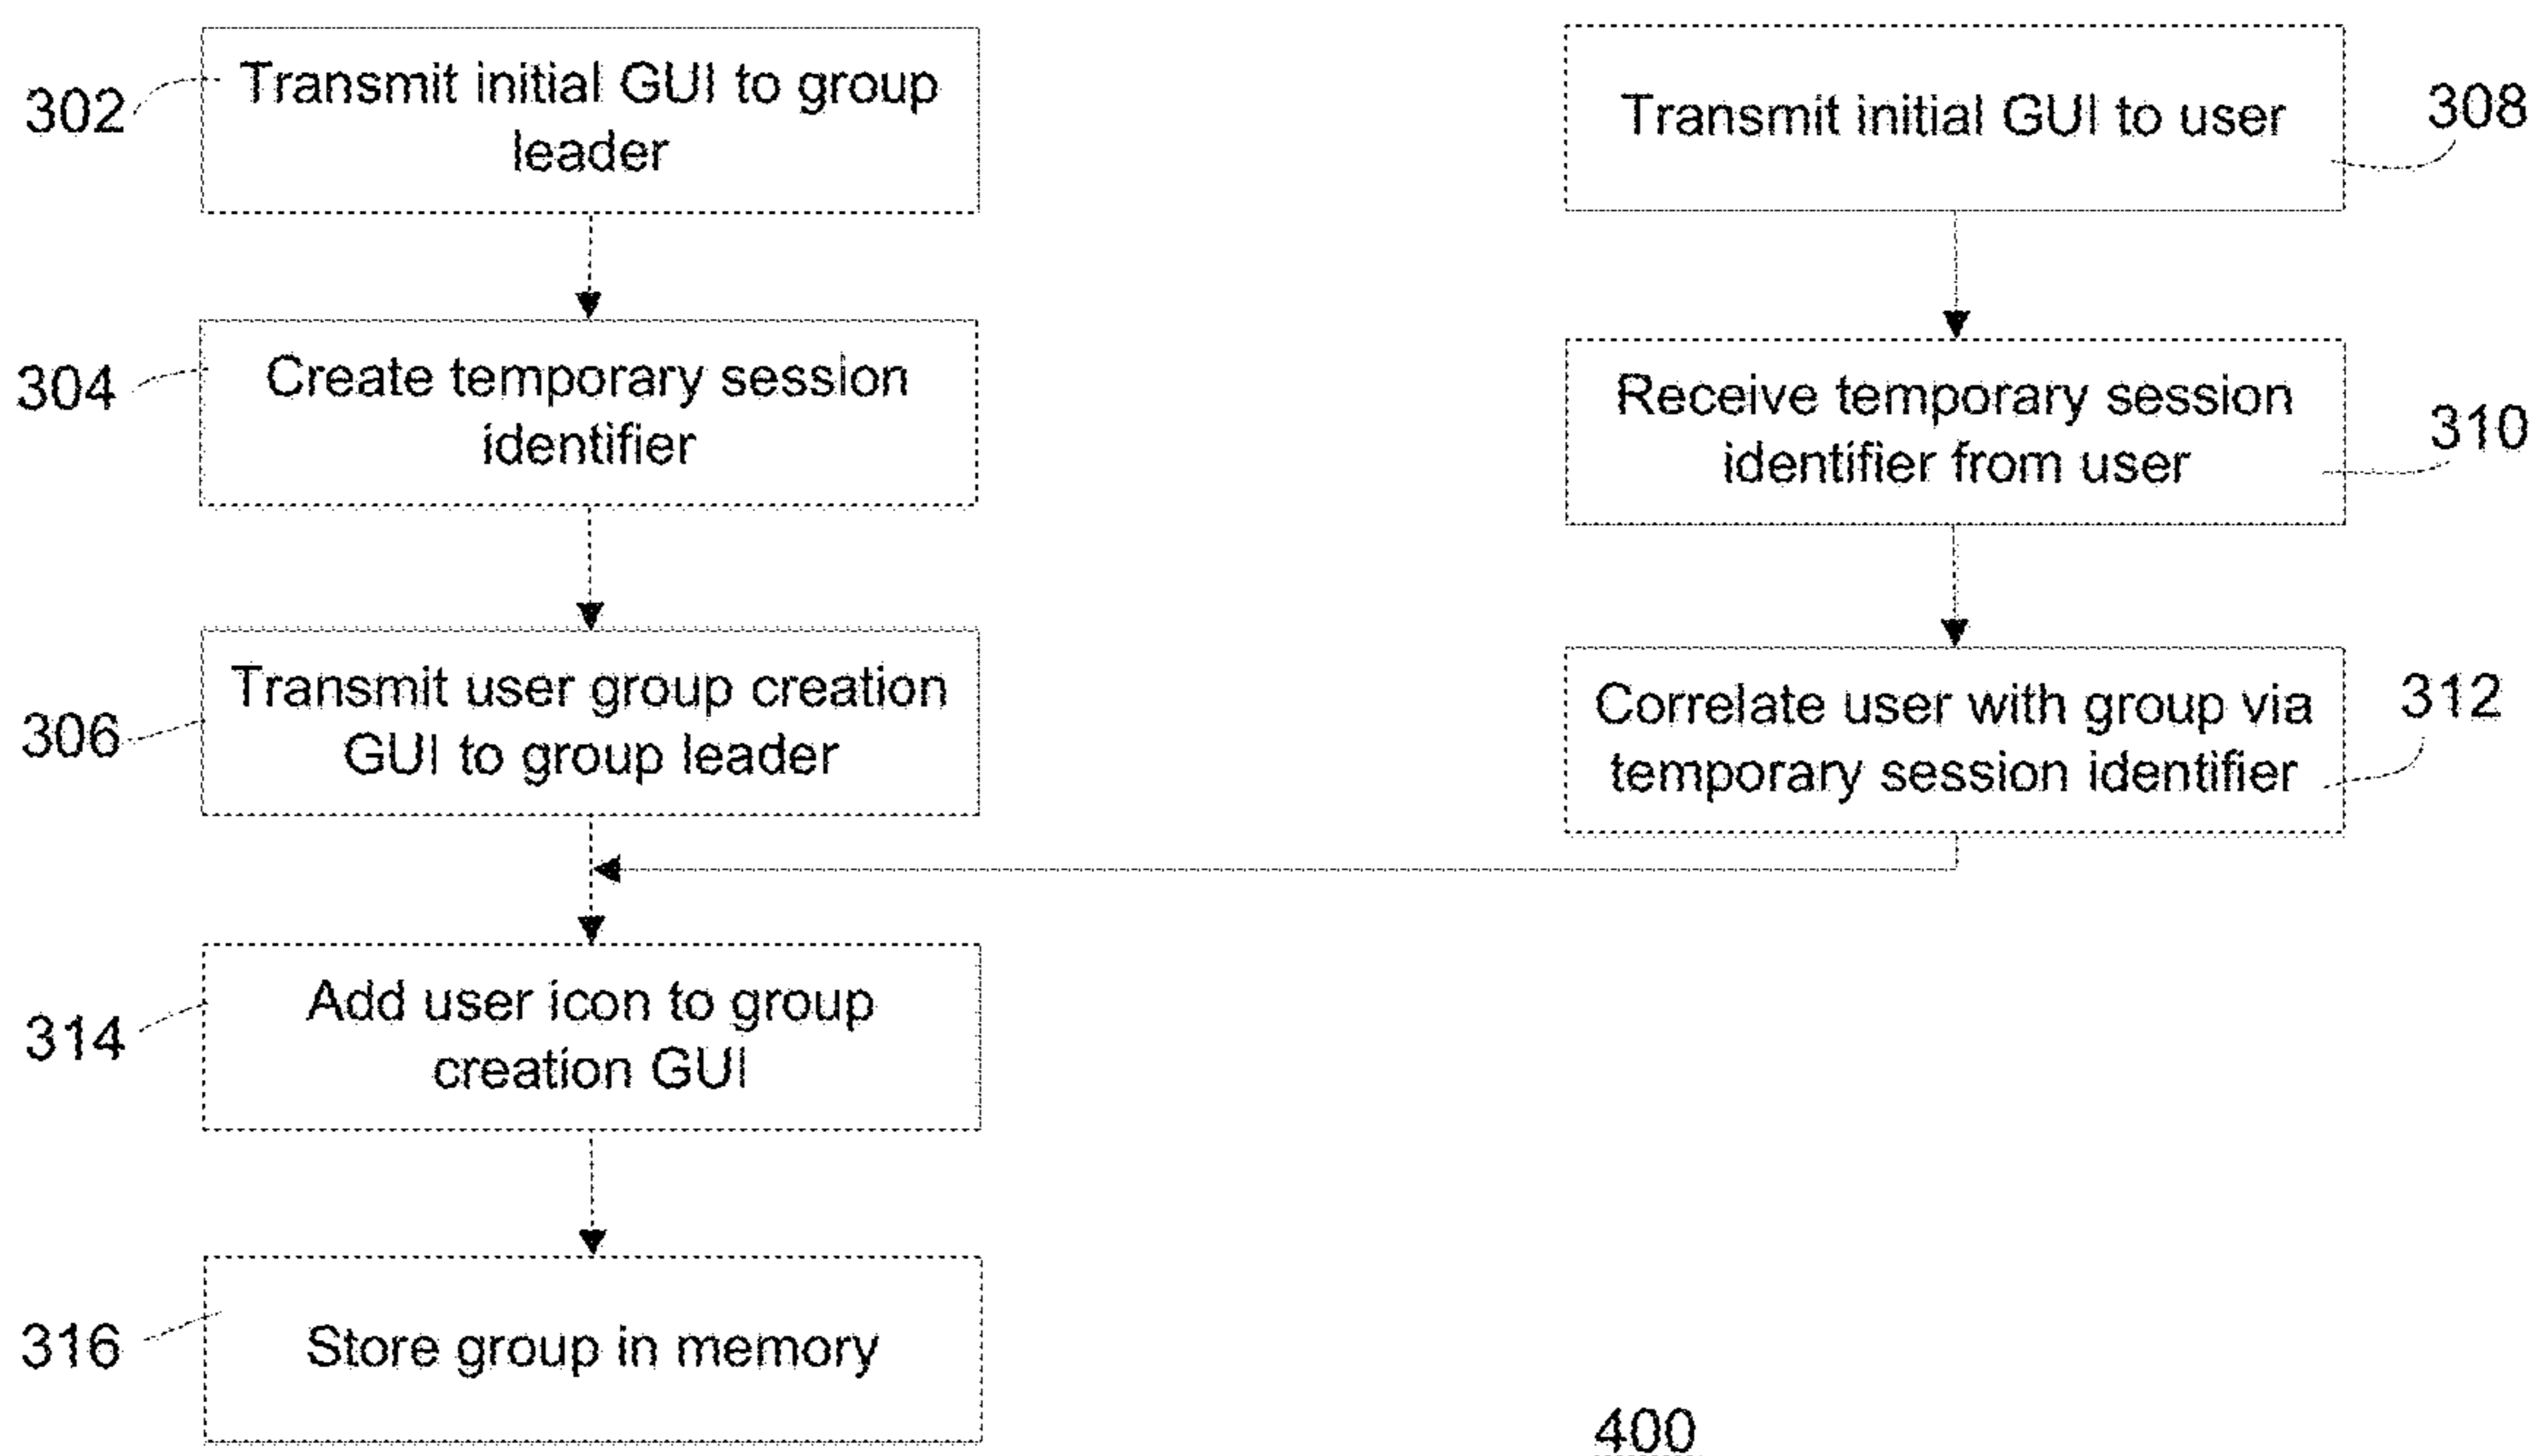 302
Transmit initial GUI to group
leader
304
Create temporary session
identifier
306
Transmit user group creation
GUI to group leader
314
Add user icon to group
creation GUI
316
Store group in memory
Transmit initial GUI to user
308
Receive temporary session
identifier from user
310
Correlate user with group via
temporary session identifier
312
400